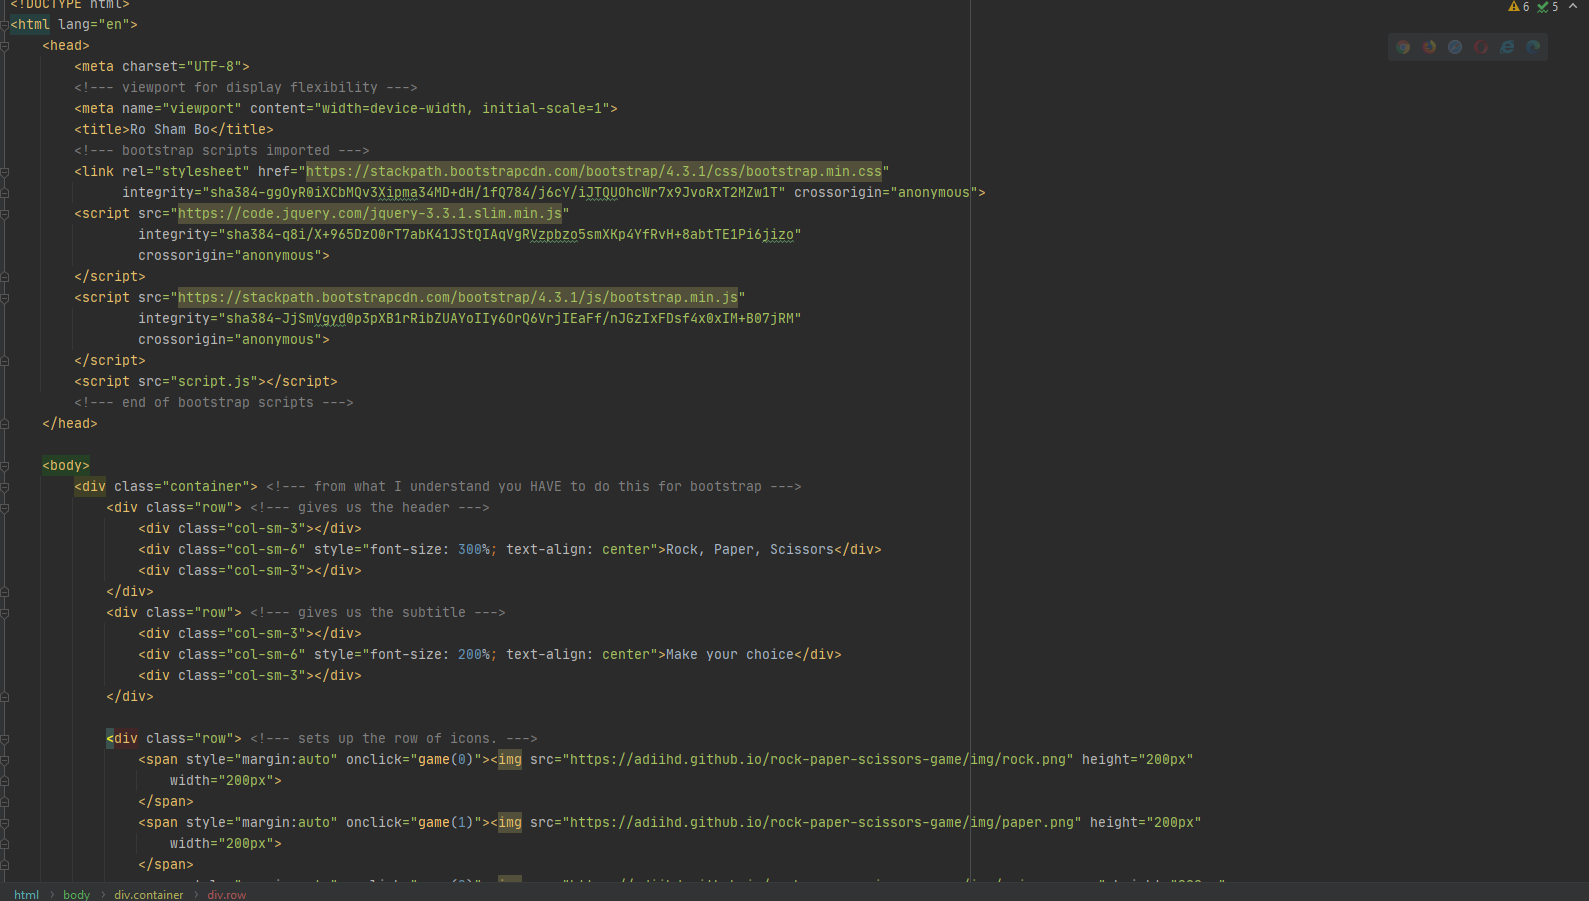 <!DOCTYPE html>
6 5
<html lang="en">
<head>
<meta charset="UTF-8">
<!--- viewport for display flexibility --->
<meta name="viewport" content="width=device-width, initial-scale=1">
<title>Ro Sham Bo</title>
<!--- bootstrap scripts imported --->
<link rel="stylesheet" href="https://stackpath.bootstrapcdn.com/bootstrap/4.3.1/css/bootstrap.min.css"
integrity="sha384-ggOyR0iXCbMQv3Xipma34MD+dH/1fQ784/j6cY/iJTQUOhcWr7x9JvoRxT2MZw1T" crossorigin="anonymous">
<script src="https://code.jquery.com/jquery-3.3.1.slim.min.js"
integrity="sha384-q8i/X+965DzO0rT7abK41JStQIAqVgRVzpbzo5smXKp4YfRvH+8abtTE1Pi6jizo"
crossorigin="anonymous">
</script>
<script src="https://stackpath.bootstrapcdn.com/bootstrap/4.3.1/js/bootstrap.min.js"
integrity="sha384-JjSmVgyd0p3pXB1rRibZUAYoIIy6OrQ6VrjIEaFf/nJGzIxFDsf4x0xIM+B07jRM"
crossorigin="anonymous">
</script>
<script src="script.js"></script>
<!--- end of bootstrap scripts --->
</head>
<body>
<div class="container"> <!--- from what I understand you HAVE to do this for bootstrap --->
<div class="row"> <!--- gives us the header --->
<div class="col-sm-3"></div>
<div class="col-sm-6" style="font-size: 300%; text-align: center">Rock, Paper, Scissors</div>
<div class="col-sm-3"></div>
</div>
<div class="row"> <!--- gives us the subtitle --->
<div class="col-sm-3"></div>
<div class="col-sm-6" style="font-size: 200%; text-align: center">Make your choice</div>
<div class="col-sm-3"></div>
</div>
<div class="row"> <!--- sets up the row of icons. --->
<span style="margin:auto" onclick="game(0)"><img src="https://adiihd.github.io/rock-paper-scissors-game/img/rock.png" height="200px"
width="200px">
</span>
<span style="margin:auto" onclick="game(1)"><img src="https://adiihd.github.io/rock-paper-scissors-game/img/paper.png" height="200px"
width="200px">
</span>
html > body > div.container > div.row